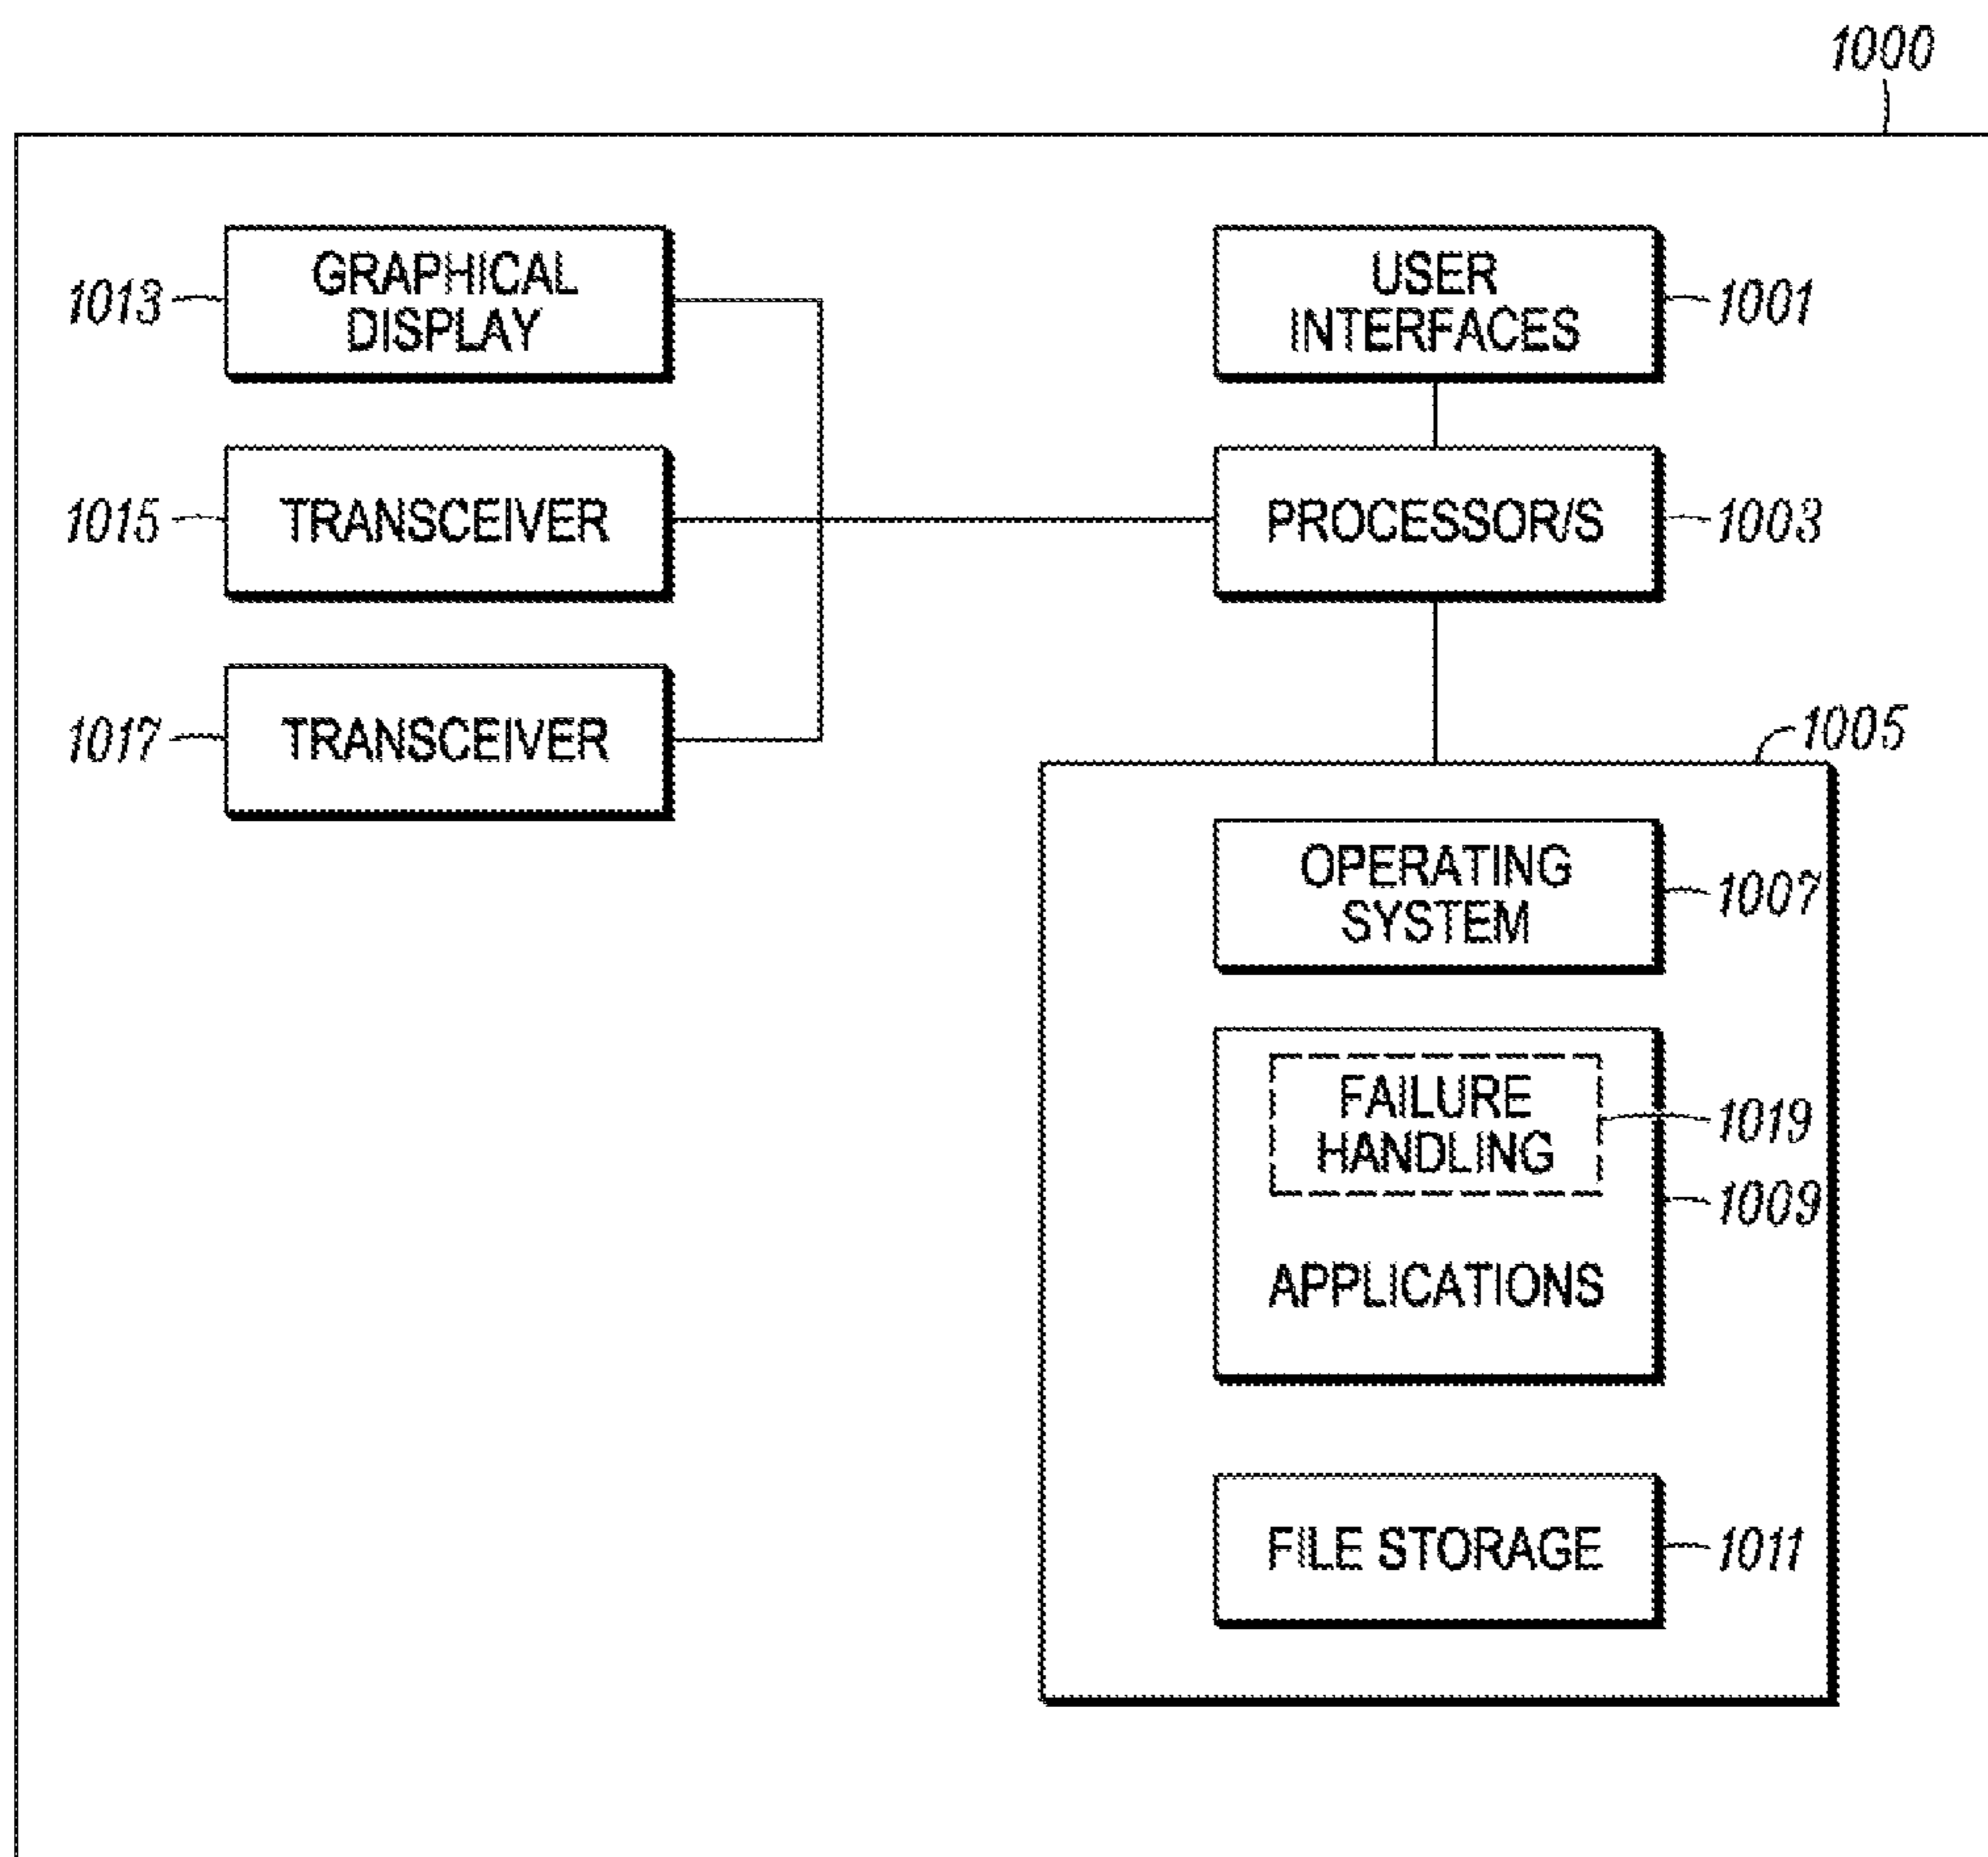 1000
GRAPHICAL
DISPLAY
1013
USER
INTERFACES
1001
TRANSCEIVER
1015
PROCESSOR/S
1003
TRANSCEIVER
1017
1005
OPERATING
SYSTEM
1007
FAILURE
HANDLING
1019
1009
APPLICATIONS
FILE STORAGE
1011